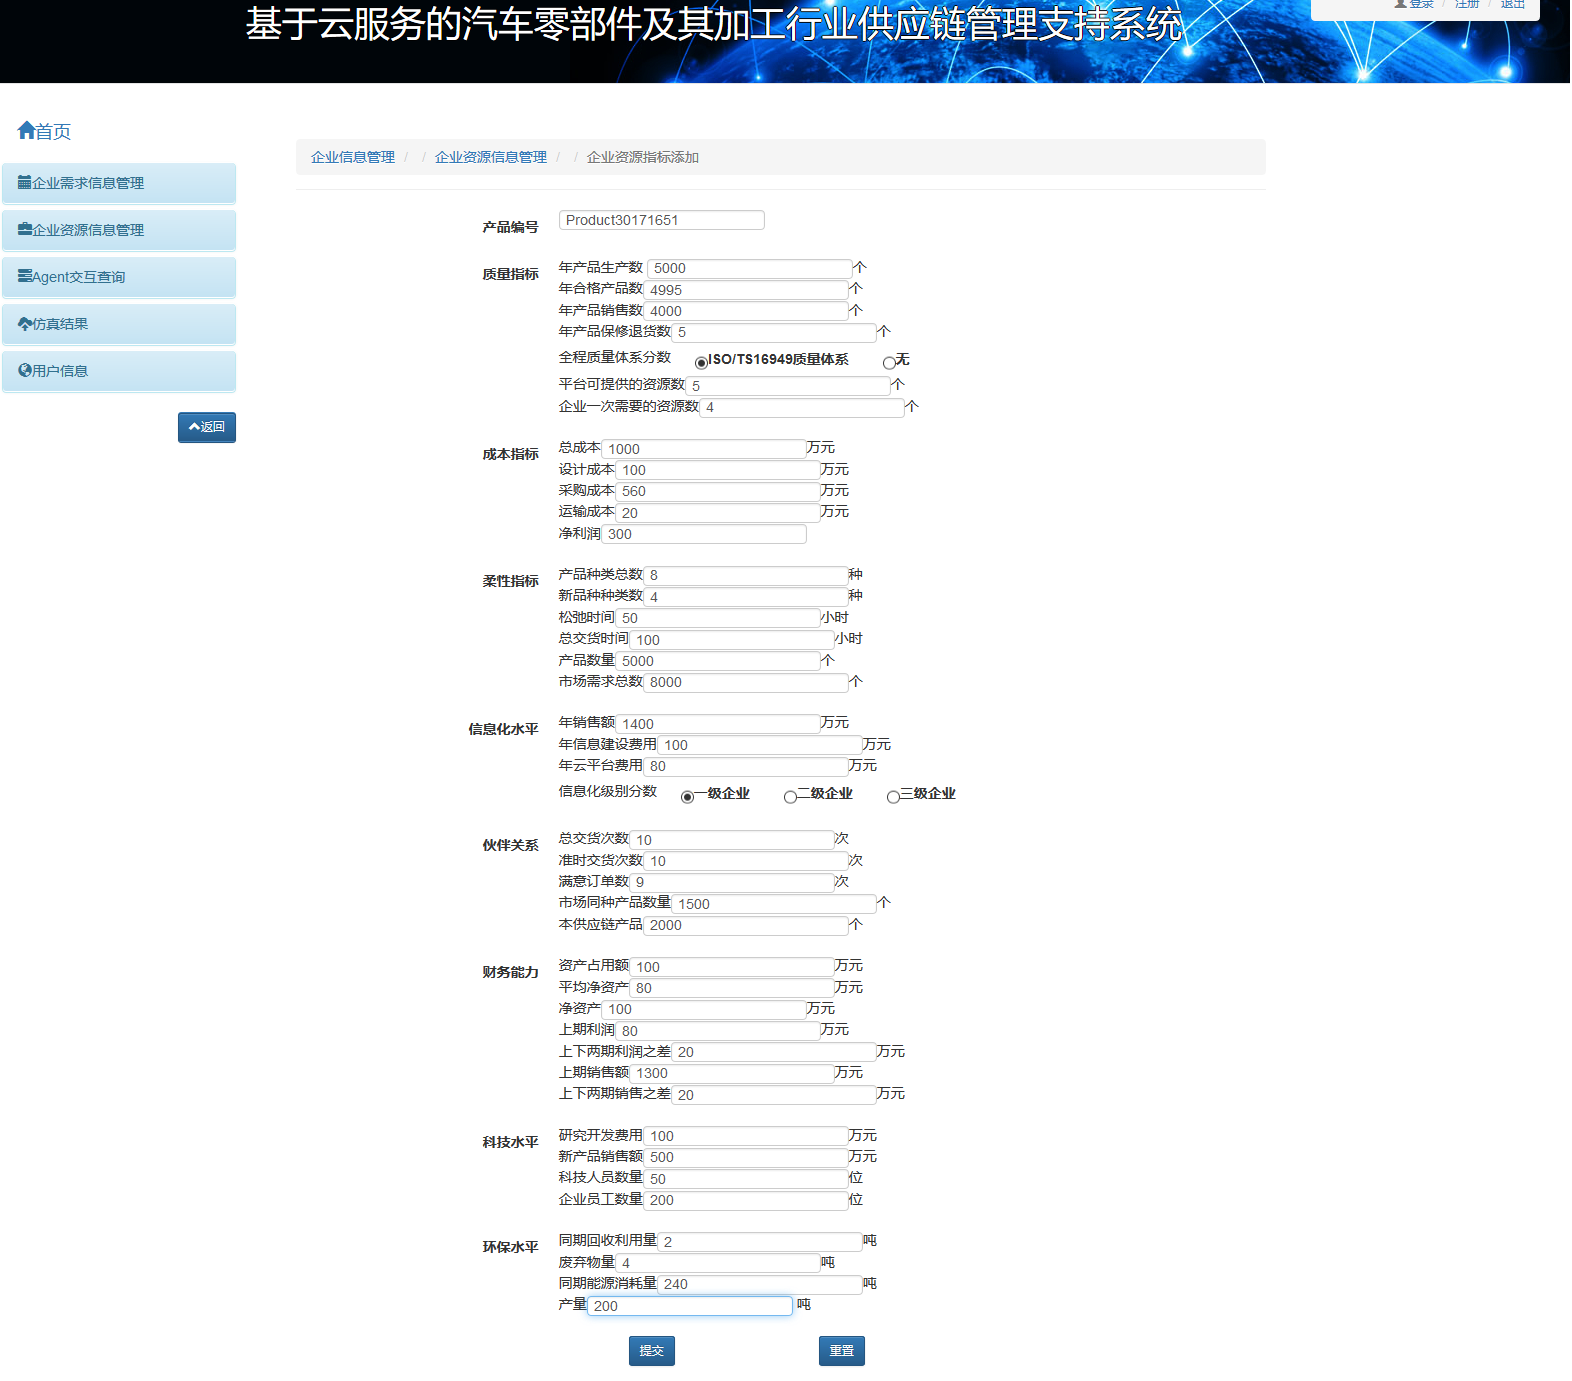 基于云服务的汽车零部件及其加工行业供应链管理支持系统
登录 / 注册 / 退出
首页
企业需求信息管理
企业资源信息管理
Agent交互查询
仿真结果
用户信息
返回
企业信息管理 / / 企业资源信息管理 / / 企业资源指标添加
产品编号 Product30171651
质量指标 年产品生产数 5000 个
年合格产品数 4995 个
年产品销售数 4000 个
年产品保修退货数 5 个
全程质量体系分数 ISO/TS16949质量体系 无
平台可提供的资源数 5 个
企业一次需要的资源数 4 个
成本指标 总成本 1000 万元
设计成本 100 万元
采购成本 560 万元
运输成本 20 万元
净利润 300
柔性指标 产品种类总数 8 种
新品种种类数 4 种
松弛时间 50 小时
总交货时间 100 小时
产品数量 5000 个
市场需求总数 8000 个
信息化水平 年销售额 1400 万元
年信息建设费用 100 万元
年云平台费用 80 万元
信息化级别分数 一级企业 二级企业 三级企业
伙伴关系 总交货次数 10 次
准时交货次数 10 次
满意订单数 9 次
市场同种产品数量 1500 个
本供应链产品 2000 个
财务能力 资产占用额 100 万元
平均净资产 80 万元
净资产 100 万元
上期利润 80 万元
上下两期利润之差 20 万元
上期销售额 1300 万元
上下两期销售之差 20 万元
科技水平 研究开发费用 100 万元
新产品销售额 500 万元
科技人员数量 50 位
企业员工数量 200 位
环保水平 同期回收利用量 2 吨
废弃物量 4 吨
同期能源消耗量 240 吨
产量 200 吨
提交 重置